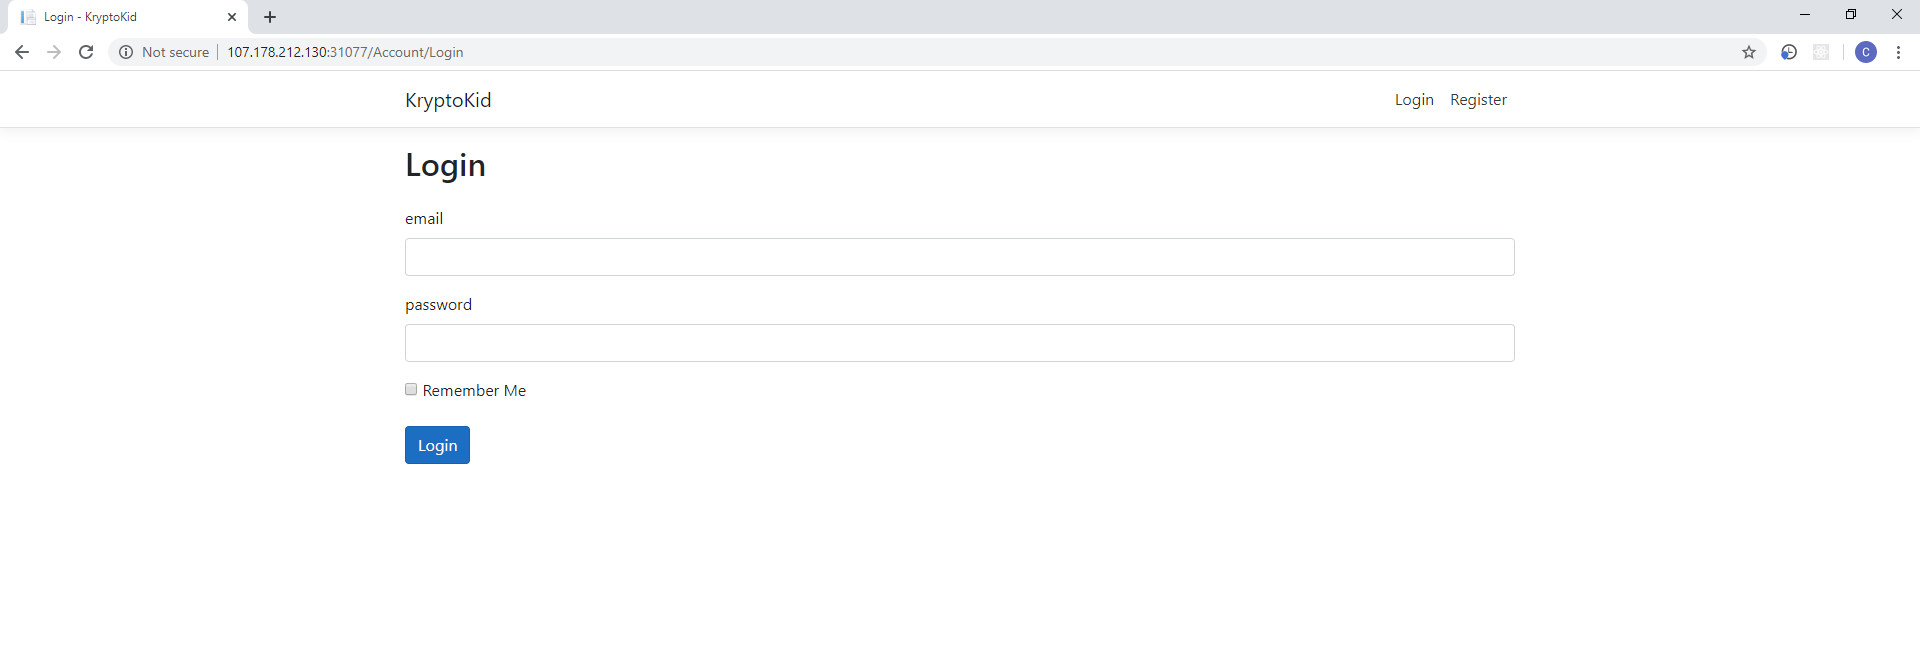 Login - KryptoKid
Not secure 107.178.212.130:31077/Account/Login C
KryptoKid Login Register
Login
email
password
Remember Me
Login